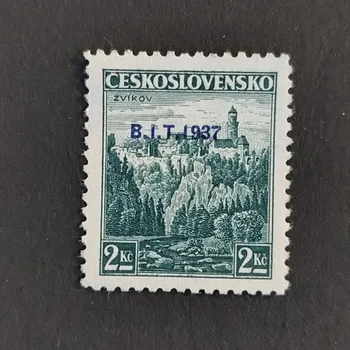 ČESKOSLOVENSKO
ZVÍKOV
B.I.T.1937
2 Kč 2 Kč